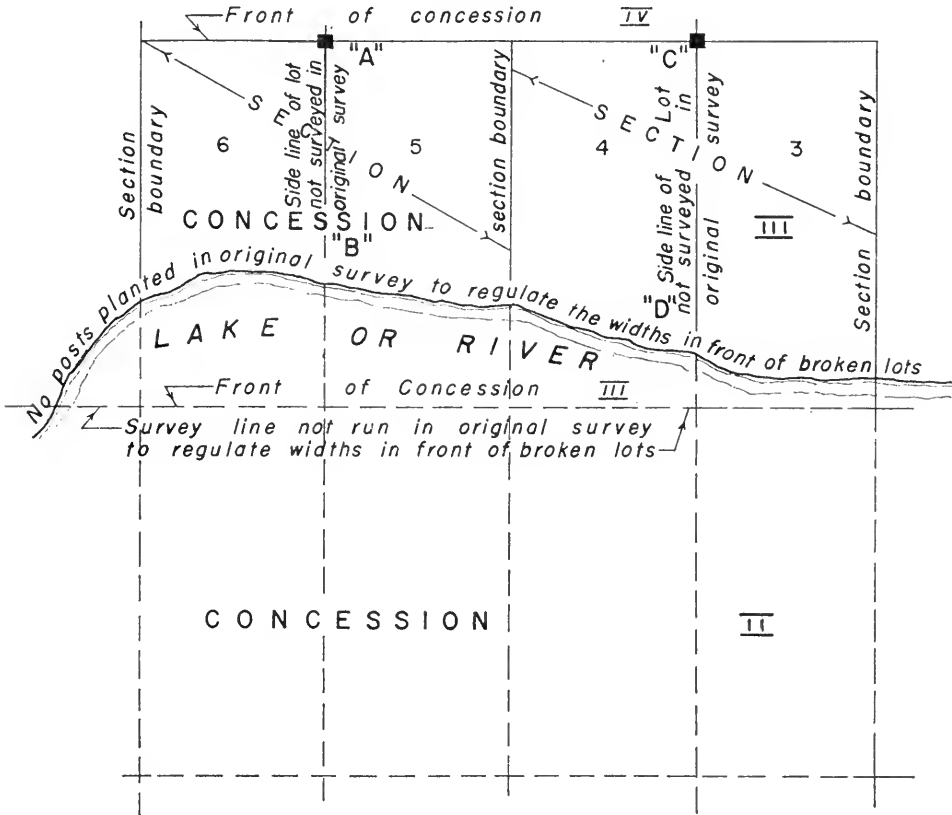 Front of concession IV
"A"
"C"
Section boundary
SECTION
Side line of lot
not surveyed in
original survey
6
5
section boundary
SECTION
4
Side line of Lot
not surveyed in
original survey
3
Section boundary
CONCESSION III
"B"
"D"
No posts planted in original survey to regulate the widths in front of broken lots
LAKE OR RIVER
Front of Concession III
Survey line not run in original survey
to regulate widths in front of broken lots
CONCESSION II